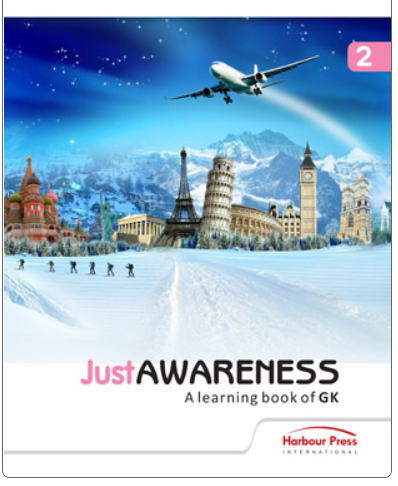 2
JustAWARENESS
A learning book of GK
Harbour Press
INTERNATIONAL